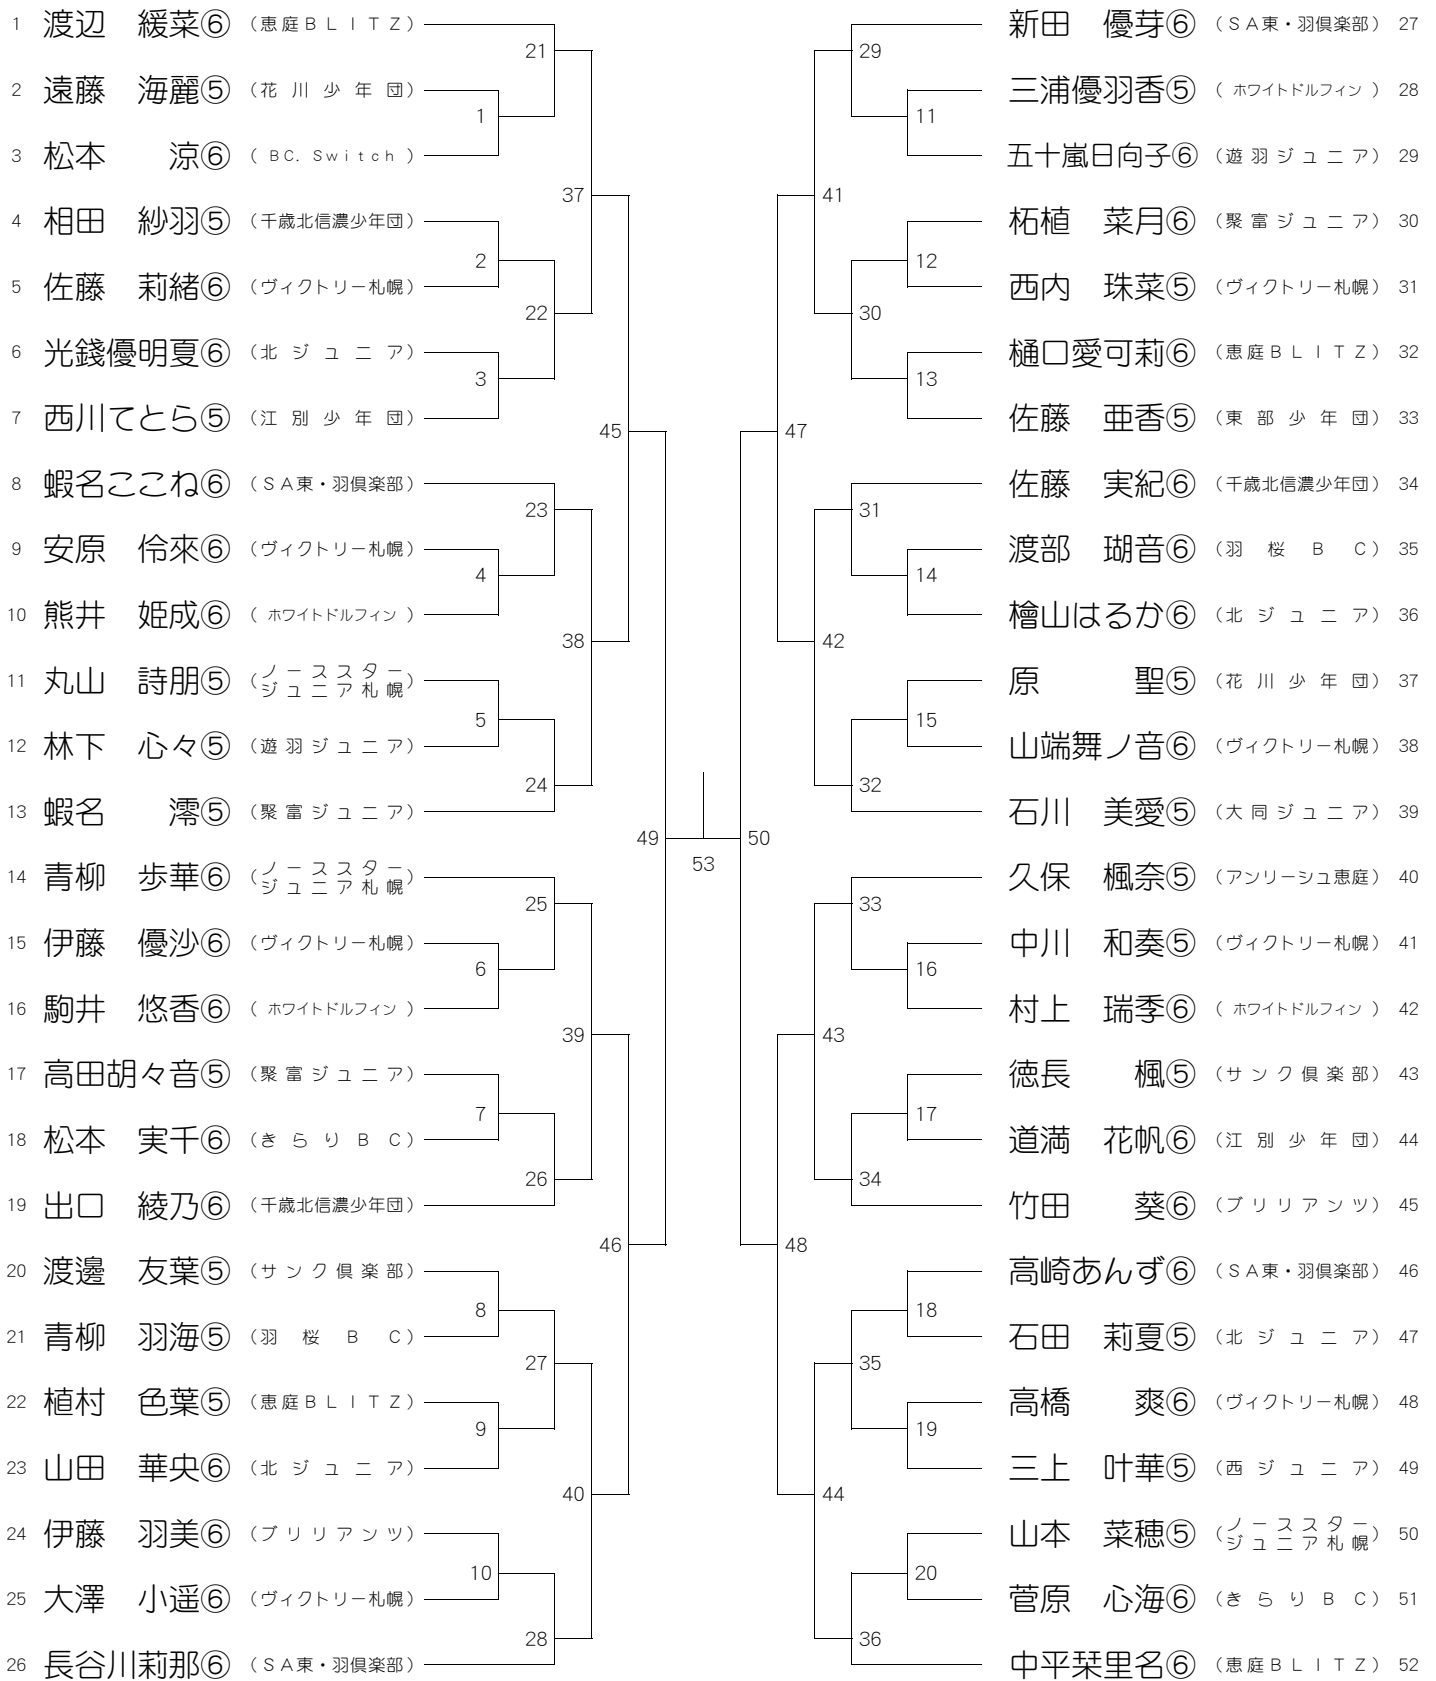 1 渡辺 緩菜⑥ (恵庭BLITZ)
2 遠藤 海麗⑤ (花川少年団)
3 松本 涼⑥ (BC. Switch)
4 相田 紗羽⑤ (千歳北信濃少年団)
5 佐藤 莉緒⑥ (ヴィクトリー札幌)
6 光錢優明夏⑥ (北ジュニア)
7 西川てとら⑤ (江別少年団)
8 蝦名ここね⑥ (SA東・羽倶楽部)
9 安原 伶來⑥ (ヴィクトリー札幌)
10 熊井 姫成⑥ (ホワイトドルフィン)
11 丸山 詩朋⑤ (ノーススタージュニア札幌)
12 林下 心々⑤ (遊羽ジュニア)
13 蝦名 澪⑤ (聚富ジュニア)
14 青柳 歩華⑥ (ノーススタージュニア札幌)
15 伊藤 優沙⑥ (ヴィクトリー札幌)
16 駒井 悠香⑥ (ホワイトドルフィン)
17 高田胡々音⑤ (聚富ジュニア)
18 松本 実千⑥ (きらりBC)
19 出口 綾乃⑥ (千歳北信濃少年団)
20 渡邊 友葉⑤ (サンク倶楽部)
21 青柳 羽海⑤ (羽桜BC)
22 植村 色葉⑤ (恵庭BLITZ)
23 山田 華央⑥ (北ジュニア)
24 伊藤 羽美⑥ (ブリリアンツ)
25 大澤 小遥⑥ (ヴィクトリー札幌)
26 長谷川莉那⑥ (SA東・羽倶楽部)
1
2
3
4
5
6
7
8
9
10
21
22
23
24
25
26
27
28
37
38
39
40
45
46
49
53
50
47
48
41
42
43
44
29
30
31
32
33
34
35
36
11
12
13
14
15
16
17
18
19
20
新田 優芽⑥ (SA東・羽倶楽部) 27
三浦優羽香⑤ (ホワイトドルフィン) 28
五十嵐日向子⑥ (遊羽ジュニア) 29
柘植 菜月⑥ (聚富ジュニア) 30
西内 珠菜⑤ (ヴィクトリー札幌) 31
樋口愛可莉⑥ (恵庭BLITZ) 32
佐藤 亜香⑤ (東部少年団) 33
佐藤 実紀⑥ (千歳北信濃少年団) 34
渡部 瑚音⑥ (羽桜BC) 35
檜山はるか⑥ (北ジュニア) 36
原 聖⑤ (花川少年団) 37
山端舞ノ音⑥ (ヴィクトリー札幌) 38
石川 美愛⑤ (大同ジュニア) 39
久保 楓奈⑤ (アンリーシュ恵庭) 40
中川 和奏⑤ (ヴィクトリー札幌) 41
村上 瑞季⑥ (ホワイトドルフィン) 42
徳長 楓⑤ (サンク倶楽部) 43
道満 花帆⑥ (江別少年団) 44
竹田 葵⑥ (ブリリアンツ) 45
高崎あんず⑥ (SA東・羽倶楽部) 46
石田 莉夏⑤ (北ジュニア) 47
高橋 爽⑥ (ヴィクトリー札幌) 48
三上 叶華⑤ (西ジュニア) 49
山本 菜穂⑤ (ノーススタージュニア札幌) 50
菅原 心海⑥ (きらりBC) 51
中平栞里名⑥ (恵庭BLITZ) 52